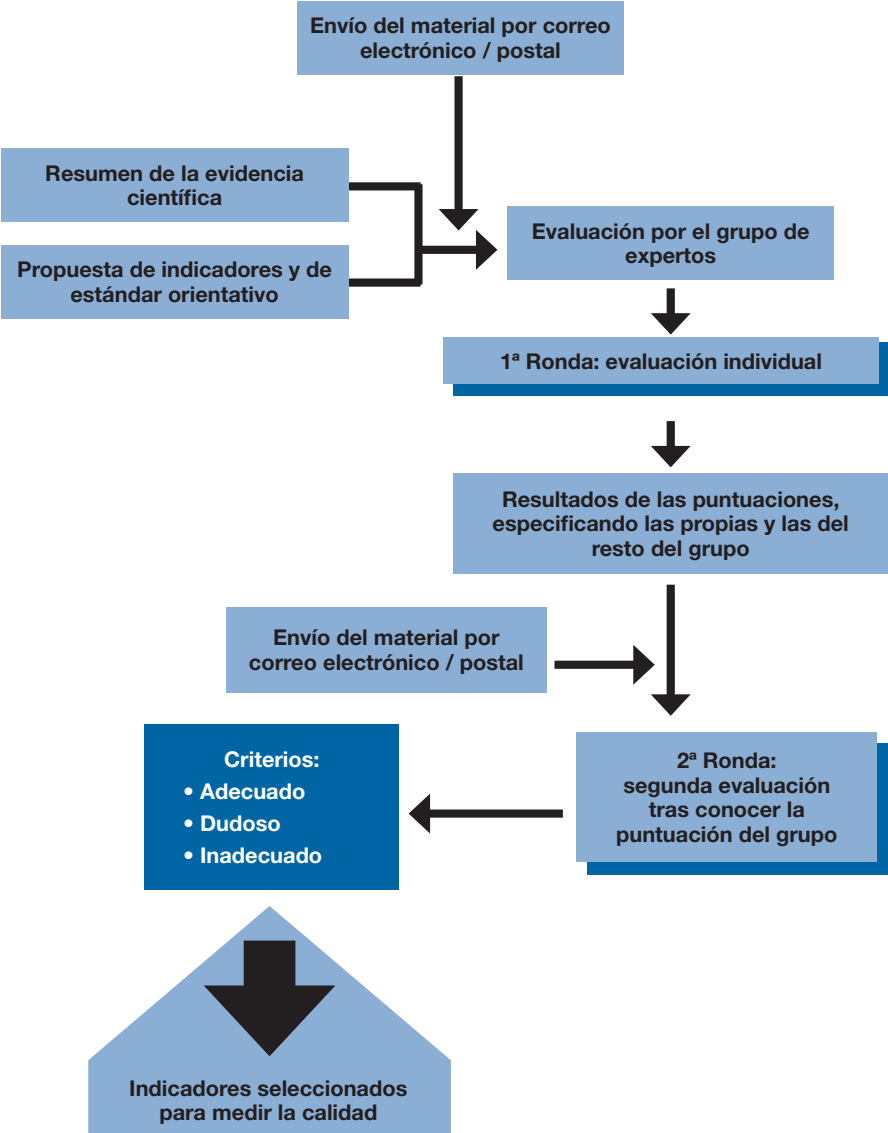 Envío del material por correo
electrónico / postal
Resumen de la evidencia
científica
Propuesta de indicadores y de
estándar orientativo
Evaluación por el grupo de
expertos
1ª Ronda: evaluación individual
Resultados de las puntuaciones,
especificando las propias y las del
resto del grupo
Envío del material por
correo electrónico / postal
2ª Ronda:
segunda evaluación
tras conocer la
puntuación del grupo
Criterios:
• Adecuado
• Dudoso
• Inadecuado
Indicadores seleccionados
para medir la calidad